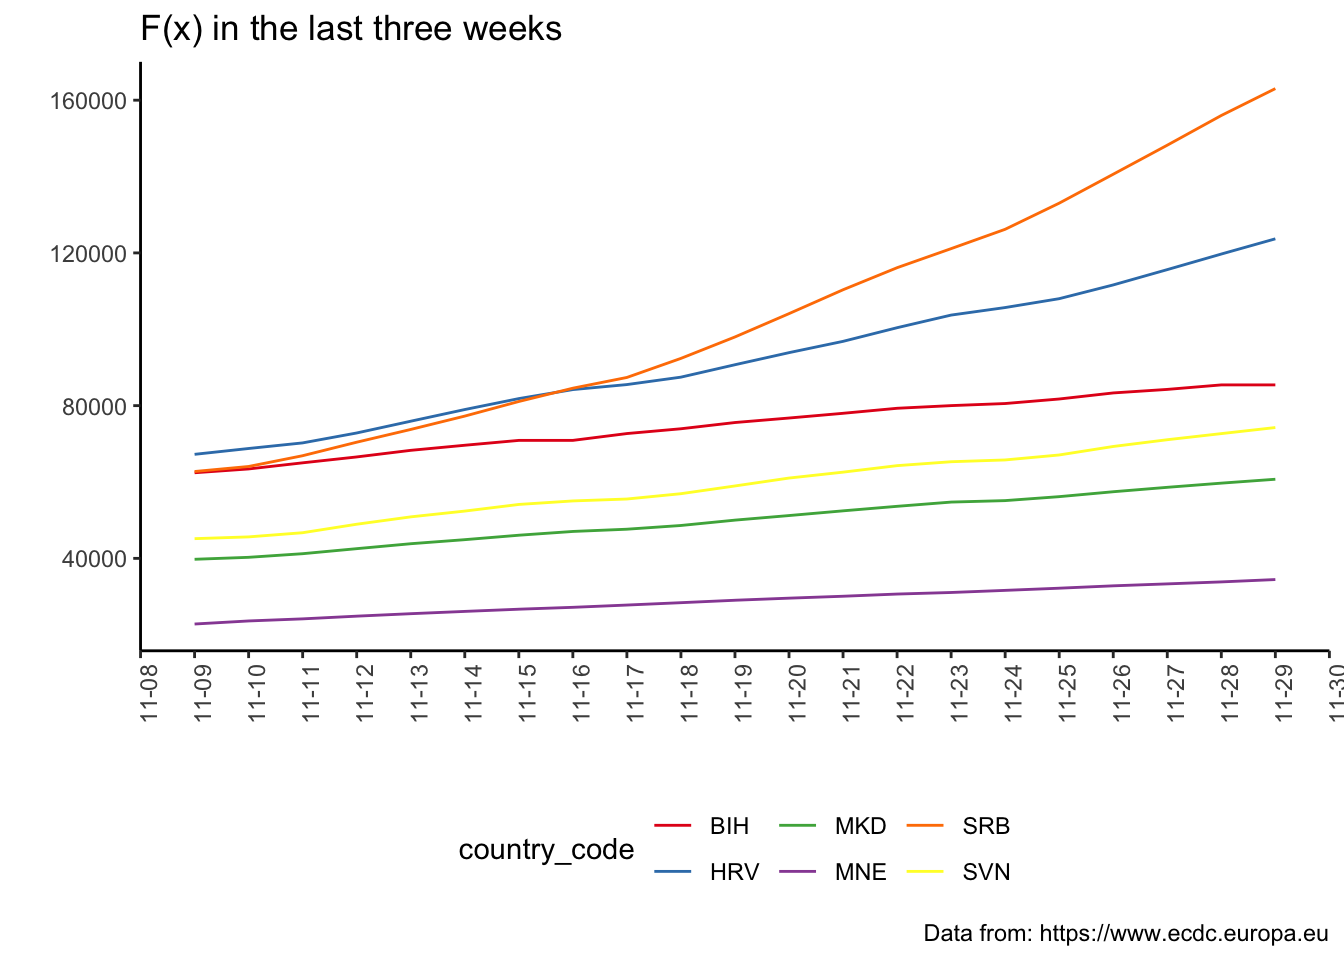 F(x) in the last three weeks
160000
120000
80000
40000
11-08 11-09 11-10 11-11 11-12 11-13 11-14 11-15 11-16 11-17 11-18 11-19 11-20 11-21 11-22 11-23 11-24 11-25 11-26 11-27 11-28 11-29 11-30
BIH MKD SRB
country_code
HRV MNE SVN
Data from: https://www.ecdc.europa.eu